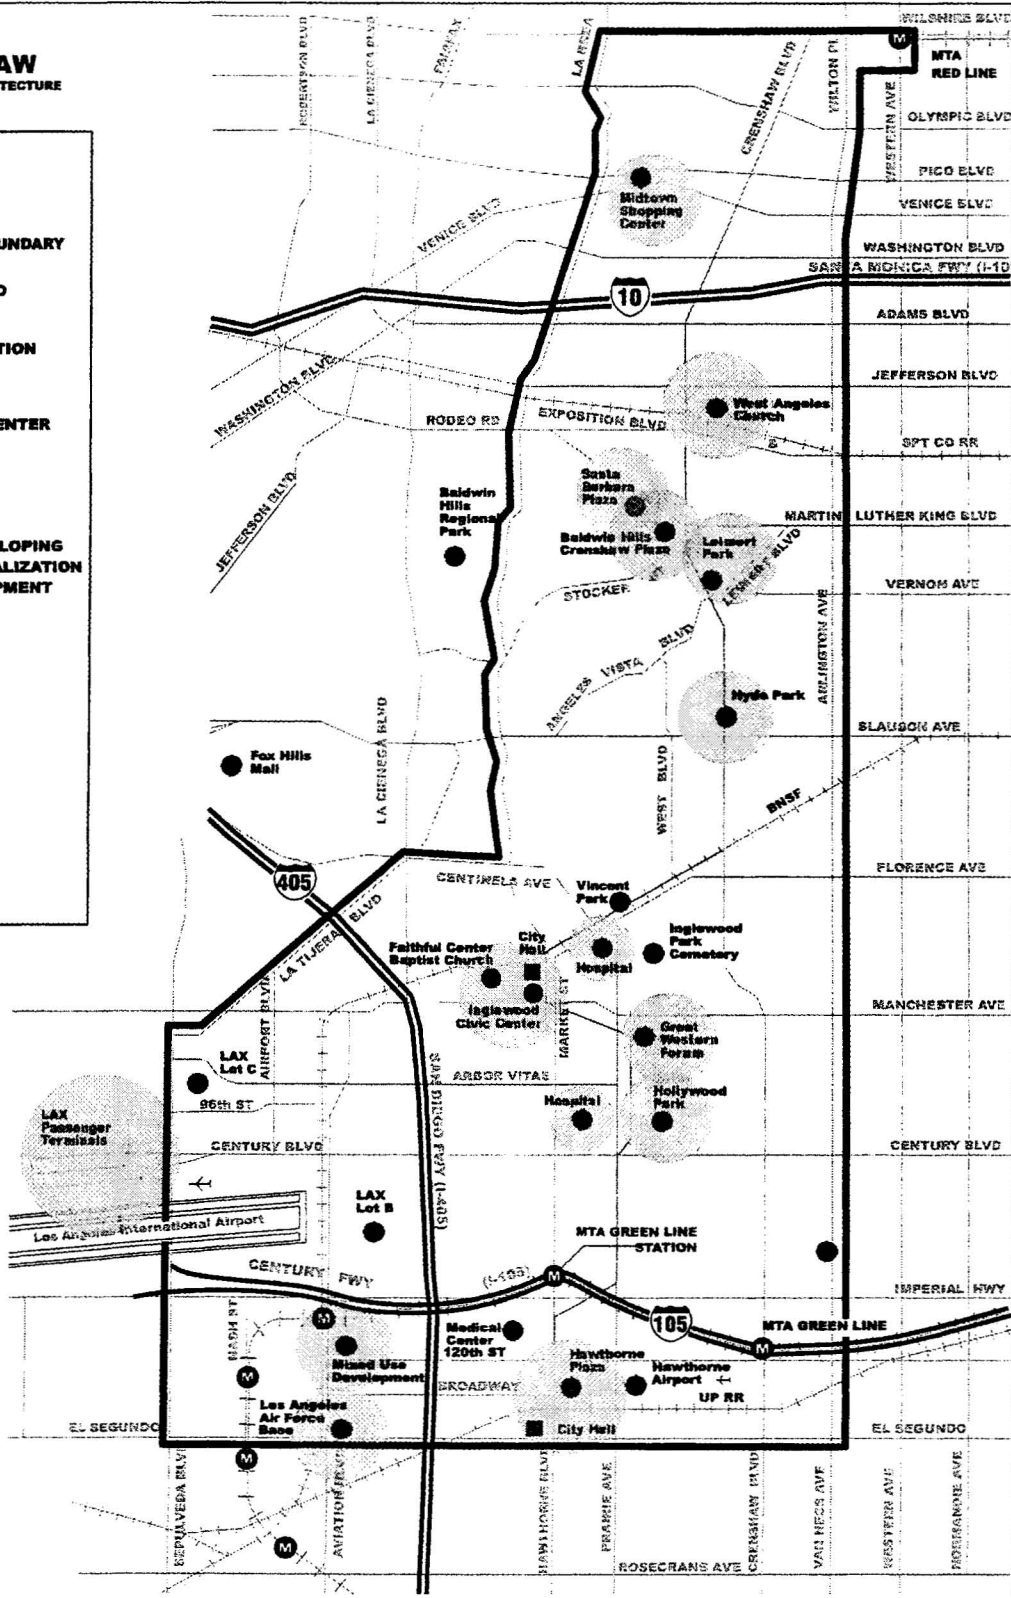 AW
TECTURE
UNDARY
TION
ENTER
LOPING
ALIZATION
PMENT
ROBERTSON BLVD
LA CIENEGA BLVD
FAIRFAX
LA BREA
CRENSHAW BLVD
WILTON PL
WESTERN AVE
WILSHIRE BLVD
M
MTA
RED LINE
OLYMPIC BLVD
PICO BLVD
VENICE BLVD
VENICE BLVD
Midtown
Shopping
Center
WASHINGTON BLVD
SANTA MONICA FWY (I-10
10
ADAMS BLVD
WASHINGTON BLVD
JEFFERSON BLVD
West Angeles
Church
RODEO RD
EXPOSITION BLVD
SPT CO RR
JEFFERSON BLVD
Baldwin
Hills
Regional
Park
Santa
Barbara
Plaza
MARTIN LUTHER KING BLVD
Baldwin Hills
Crenshaw Plaza
Leimert
Park
LEIMERT BLVD
STOCKER
VERNON AVE
ANGELES VISTA BLVD
ARLINGTON AVE
Hyde Park
SLAUSON AVE
Fox Hills
Mall
LA CIENEGA BLVD
WEST BLVD
BNSF
405
CENTINELA AVE
FLORENCE AVE
Vincent
Park
LA TIJERA BLVD
Faithful Center
Baptist Church
City
Hall
Hospital
Inglewood
Park
Cemetery
Inglewood
Civic Center
MARKET ST
MANCHESTER AVE
Great
Western
Forum
AIRPORT BLVD
LAX
Lot C
96th ST
ARBOR VITAE
SAN DIEGO FWY (I-405)
Hospital
Hollywood
Park
LAX
Passenger
Terminals
CENTURY BLVD
CENTURY BLVD
LAX
Lot B
Los Angeles International Airport
MTA GREEN LINE
STATION
CENTURY FWY
(I-105)
M
IMPERIAL HWY
105
MTA GREEN LINE
M
NASH ST
M
Medical
Center
120th ST
Mixed Use
Development
Hawthorne
Plaza
Hawthorne
Airport
M
BROADWAY
UP RR
Los Angeles
Air Force
Base
EL SEGUNDO
City Hall
EL SEGUNDO
M
SEPULVEDA BLVD
AVIATION BLVD
HAWTHORNE BLVD
PRAIRIE AVE
CRENSHAW BLVD
VAN NESS AVE
WESTERN AVE
NORMANDIE AVE
M
ROSECRANS AVE